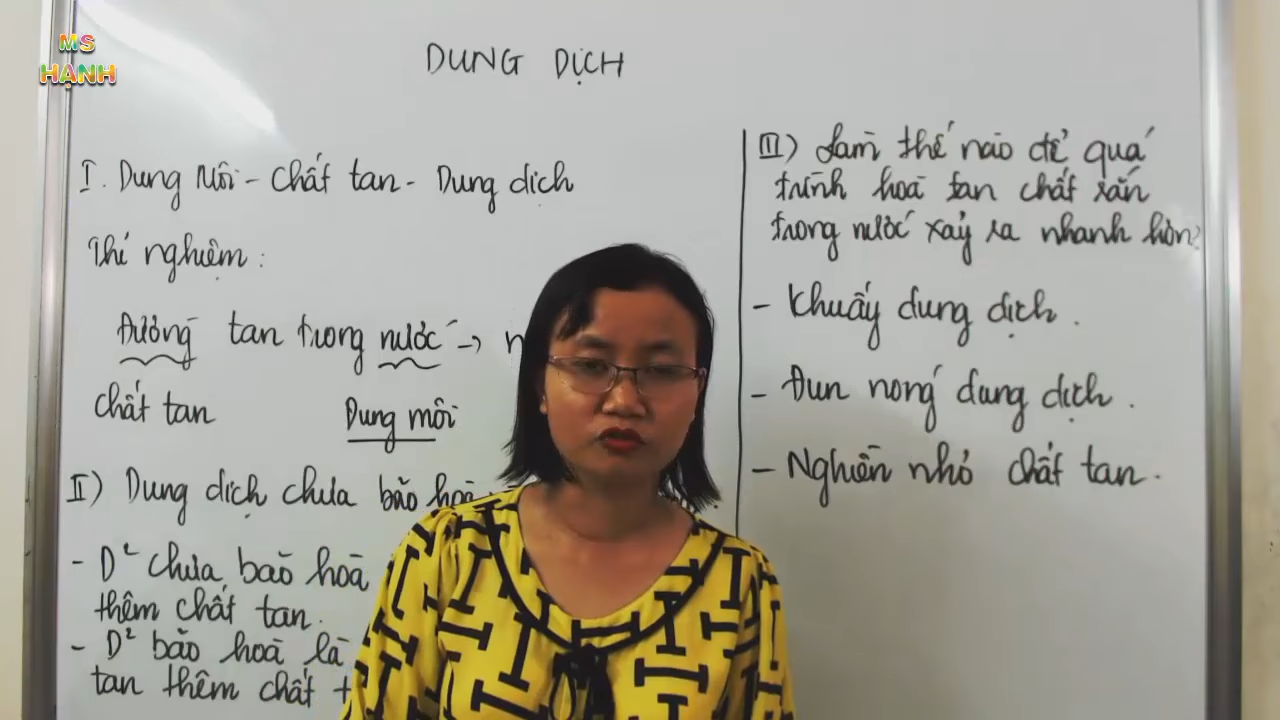 MS
HẠNH
DUNG DỊCH
I. Dung Môi - Chất tan - Dung dịch
Thí nghiệm :
Đường tan trong nước →
Chất tan
Dung môi
II) Dung dịch chưa bão hoà
- D² chưa bão hoà
thêm chất tan.
- D² bão hoà là
tan thêm chất
III) Làm thế nào để quá
trình hoà tan chất rắn
trong nước xảy ra nhanh hơn?
- Khuấy dung dịch.
- Đun nóng dung dịch.
- Nghiền nhỏ chất tan.